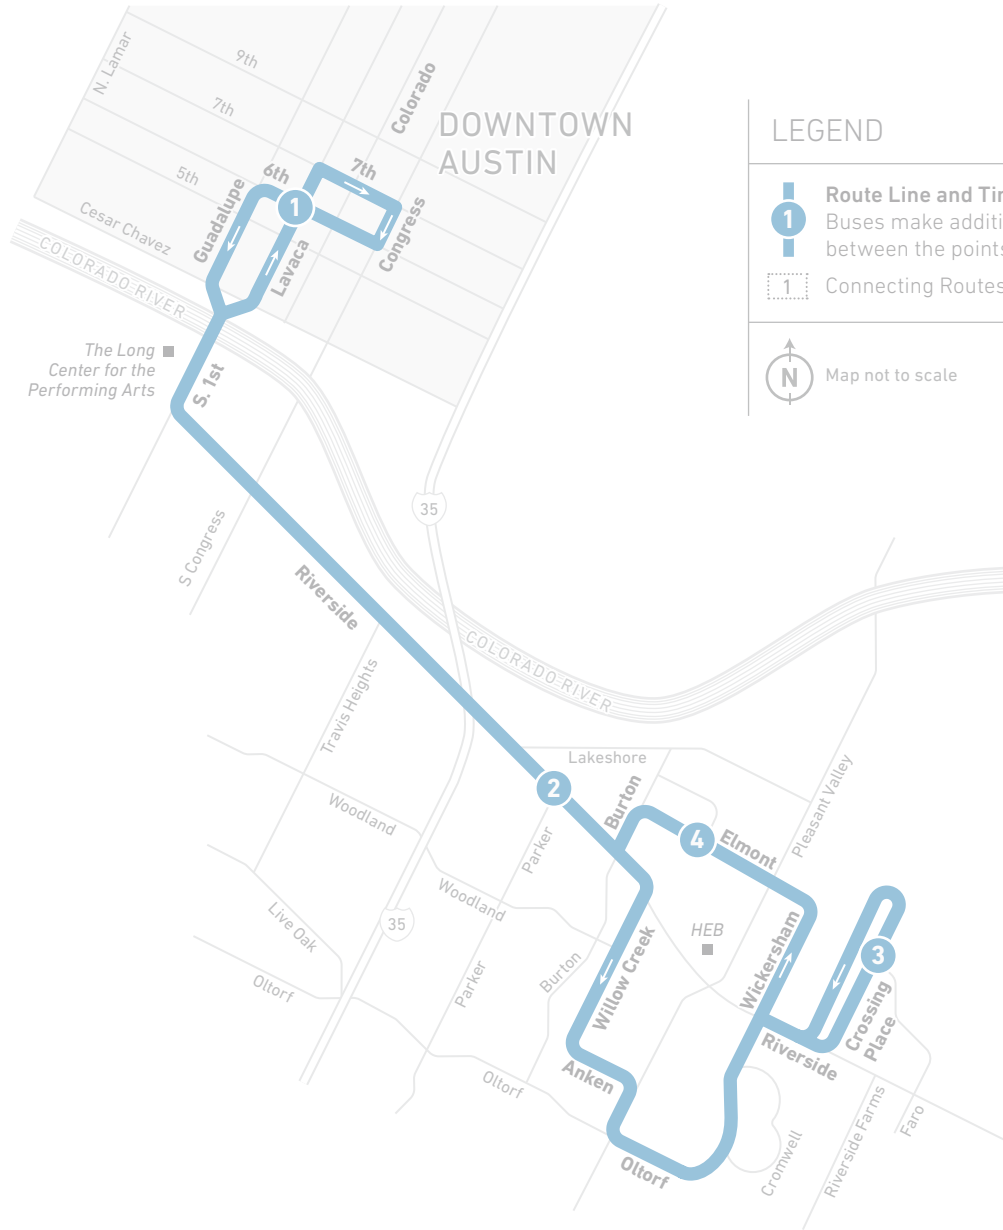 N. Lamar
9th
7th
5th
Cesar Chavez
Colorado
DOWNTOWN
AUSTIN
6th
7th
Guadalupe
1
Lavaca
Congress
COLORADO RIVER
LEGEND
1
Route Line and Tim
Buses make additi
between the points
1
Connecting Routes
N
Map not to scale
The Long
Center for the
Performing Arts
S. 1st
35
S Congress
Riverside
COLORADO RIVER
Travis Heights
Lakeshore
2
Burton
Pleasant Valley
Woodland
Parker
4
Elmont
Woodland
Live Oak
35
HEB
3
Oltorf
Parker
Burton
Willow Creek
Wickersham
Crossing
Place
Riverside
Anken
Oltorf
Oltorf
Cromwell
Riverside Farms
Faro